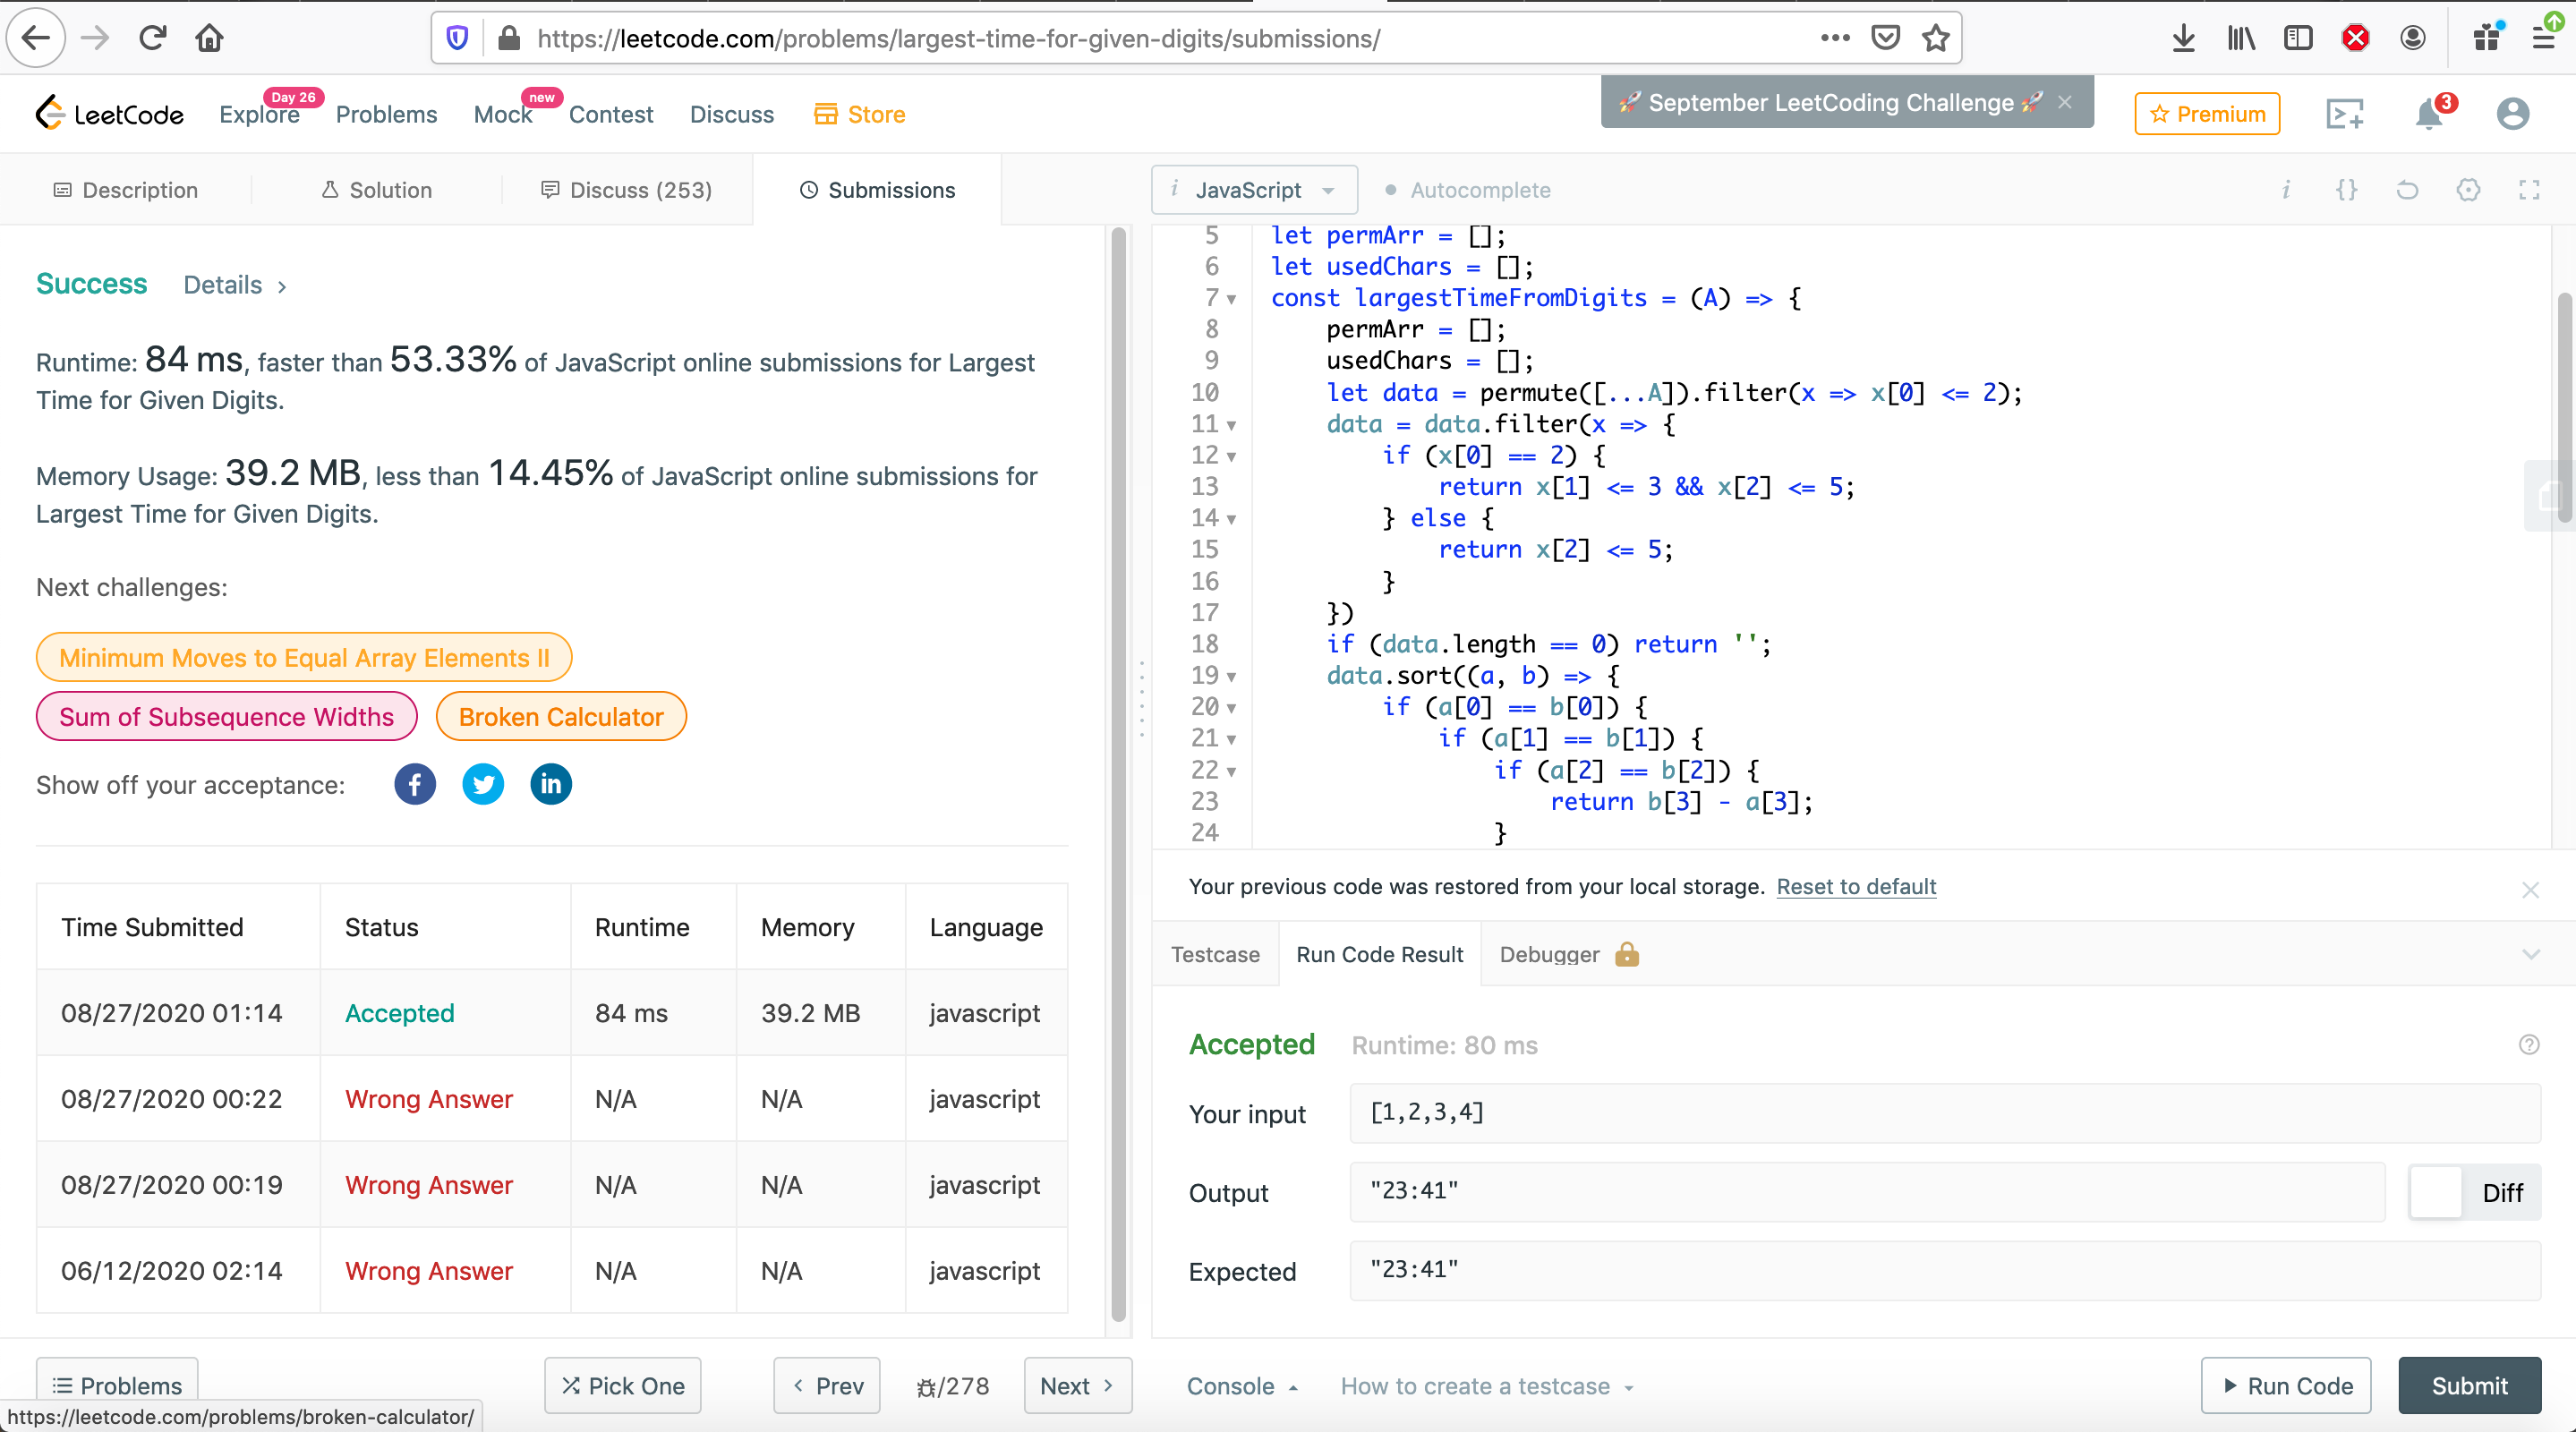 https://leetcode.com/problems/largest-time-for-given-digits/submissions/
LeetCode
Explore
Day 26
Problems
Mock
new
Contest
Discuss
Store
🚀 September LeetCoding Challenge 🚀
Premium
3
Description
Solution
Discuss (253)
Submissions
i JavaScript
Autocomplete
i {}
Success Details >
Runtime: 84 ms, faster than 53.33% of JavaScript online submissions for Largest
Time for Given Digits.
Memory Usage: 39.2 MB, less than 14.45% of JavaScript online submissions for
Largest Time for Given Digits.
Next challenges:
Minimum Moves to Equal Array Elements II
Sum of Subsequence Widths
Broken Calculator
Show off your acceptance:
Time Submitted Status Runtime Memory Language
08/27/2020 01:14 Accepted 84 ms 39.2 MB javascript
08/27/2020 00:22 Wrong Answer N/A N/A javascript
08/27/2020 00:19 Wrong Answer N/A N/A javascript
06/12/2020 02:14 Wrong Answer N/A N/A javascript
Problems
Pick One
< Prev
/278
Next >
https://leetcode.com/problems/broken-calculator/
5 let permArr = [];
6 let usedChars = [];
7 const largestTimeFromDigits = (A) => {
8 permArr = [];
9 usedChars = [];
10 let data = permute([...A]).filter(x => x[0] <= 2);
11 data = data.filter(x => {
12 if (x[0] == 2) {
13 return x[1] <= 3 && x[2] <= 5;
14 } else {
15 return x[2] <= 5;
16 }
17 })
18 if (data.length == 0) return '';
19 data.sort((a, b) => {
20 if (a[0] == b[0]) {
21 if (a[1] == b[1]) {
22 if (a[2] == b[2]) {
23 return b[3] - a[3];
24 }
Your previous code was restored from your local storage. Reset to default
Testcase
Run Code Result
Debugger
Accepted Runtime: 80 ms
Your input [1,2,3,4]
Output "23:41"
Diff
Expected "23:41"
Console
How to create a testcase
Run Code
Submit